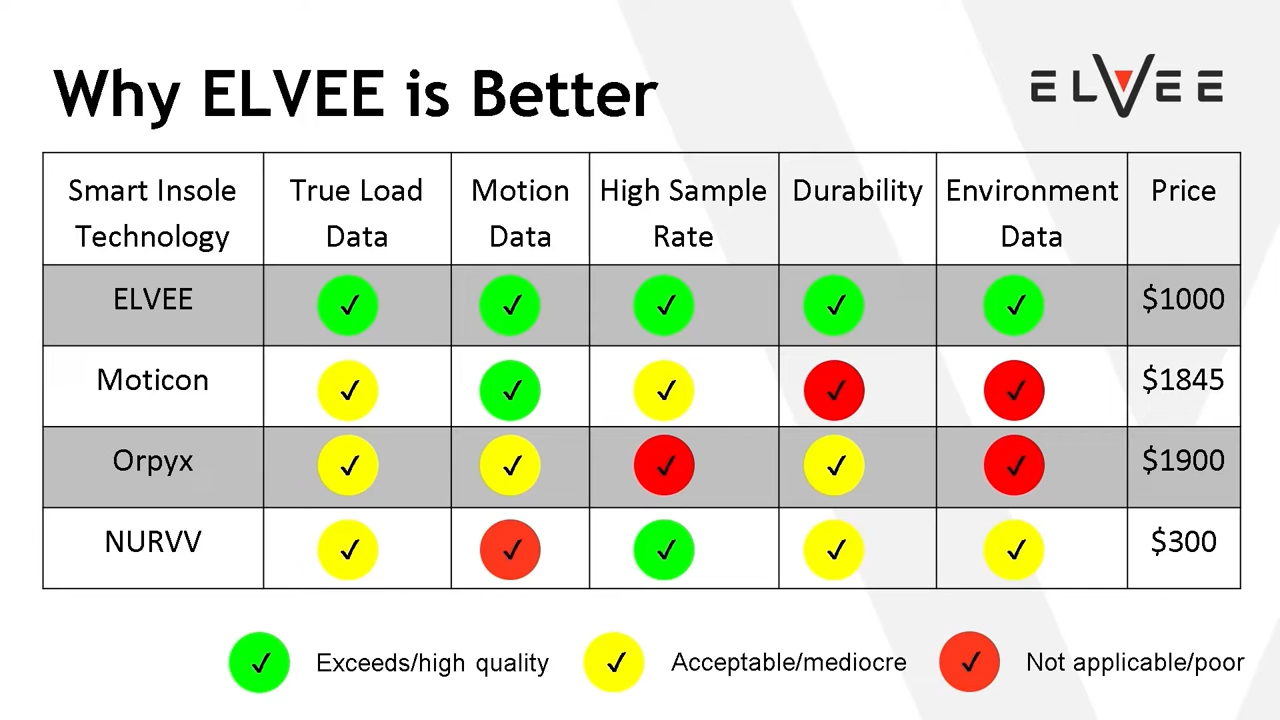 Why ELVEE is Better
ELVEE
Smart Insole Technology
True Load Data
Motion Data
High Sample Rate
Durability
Environment Data
Price
ELVEE ✓ ✓ ✓ ✓ ✓ $1000
Moticon ✓ ✓ ✓ ✓ ✓ $1845
Orpyx ✓ ✓ ✓ ✓ ✓ $1900
NURVV ✓ ✓ ✓ ✓ ✓ $300
✓ Exceeds/high quality ✓ Acceptable/mediocre ✓ Not applicable/poor